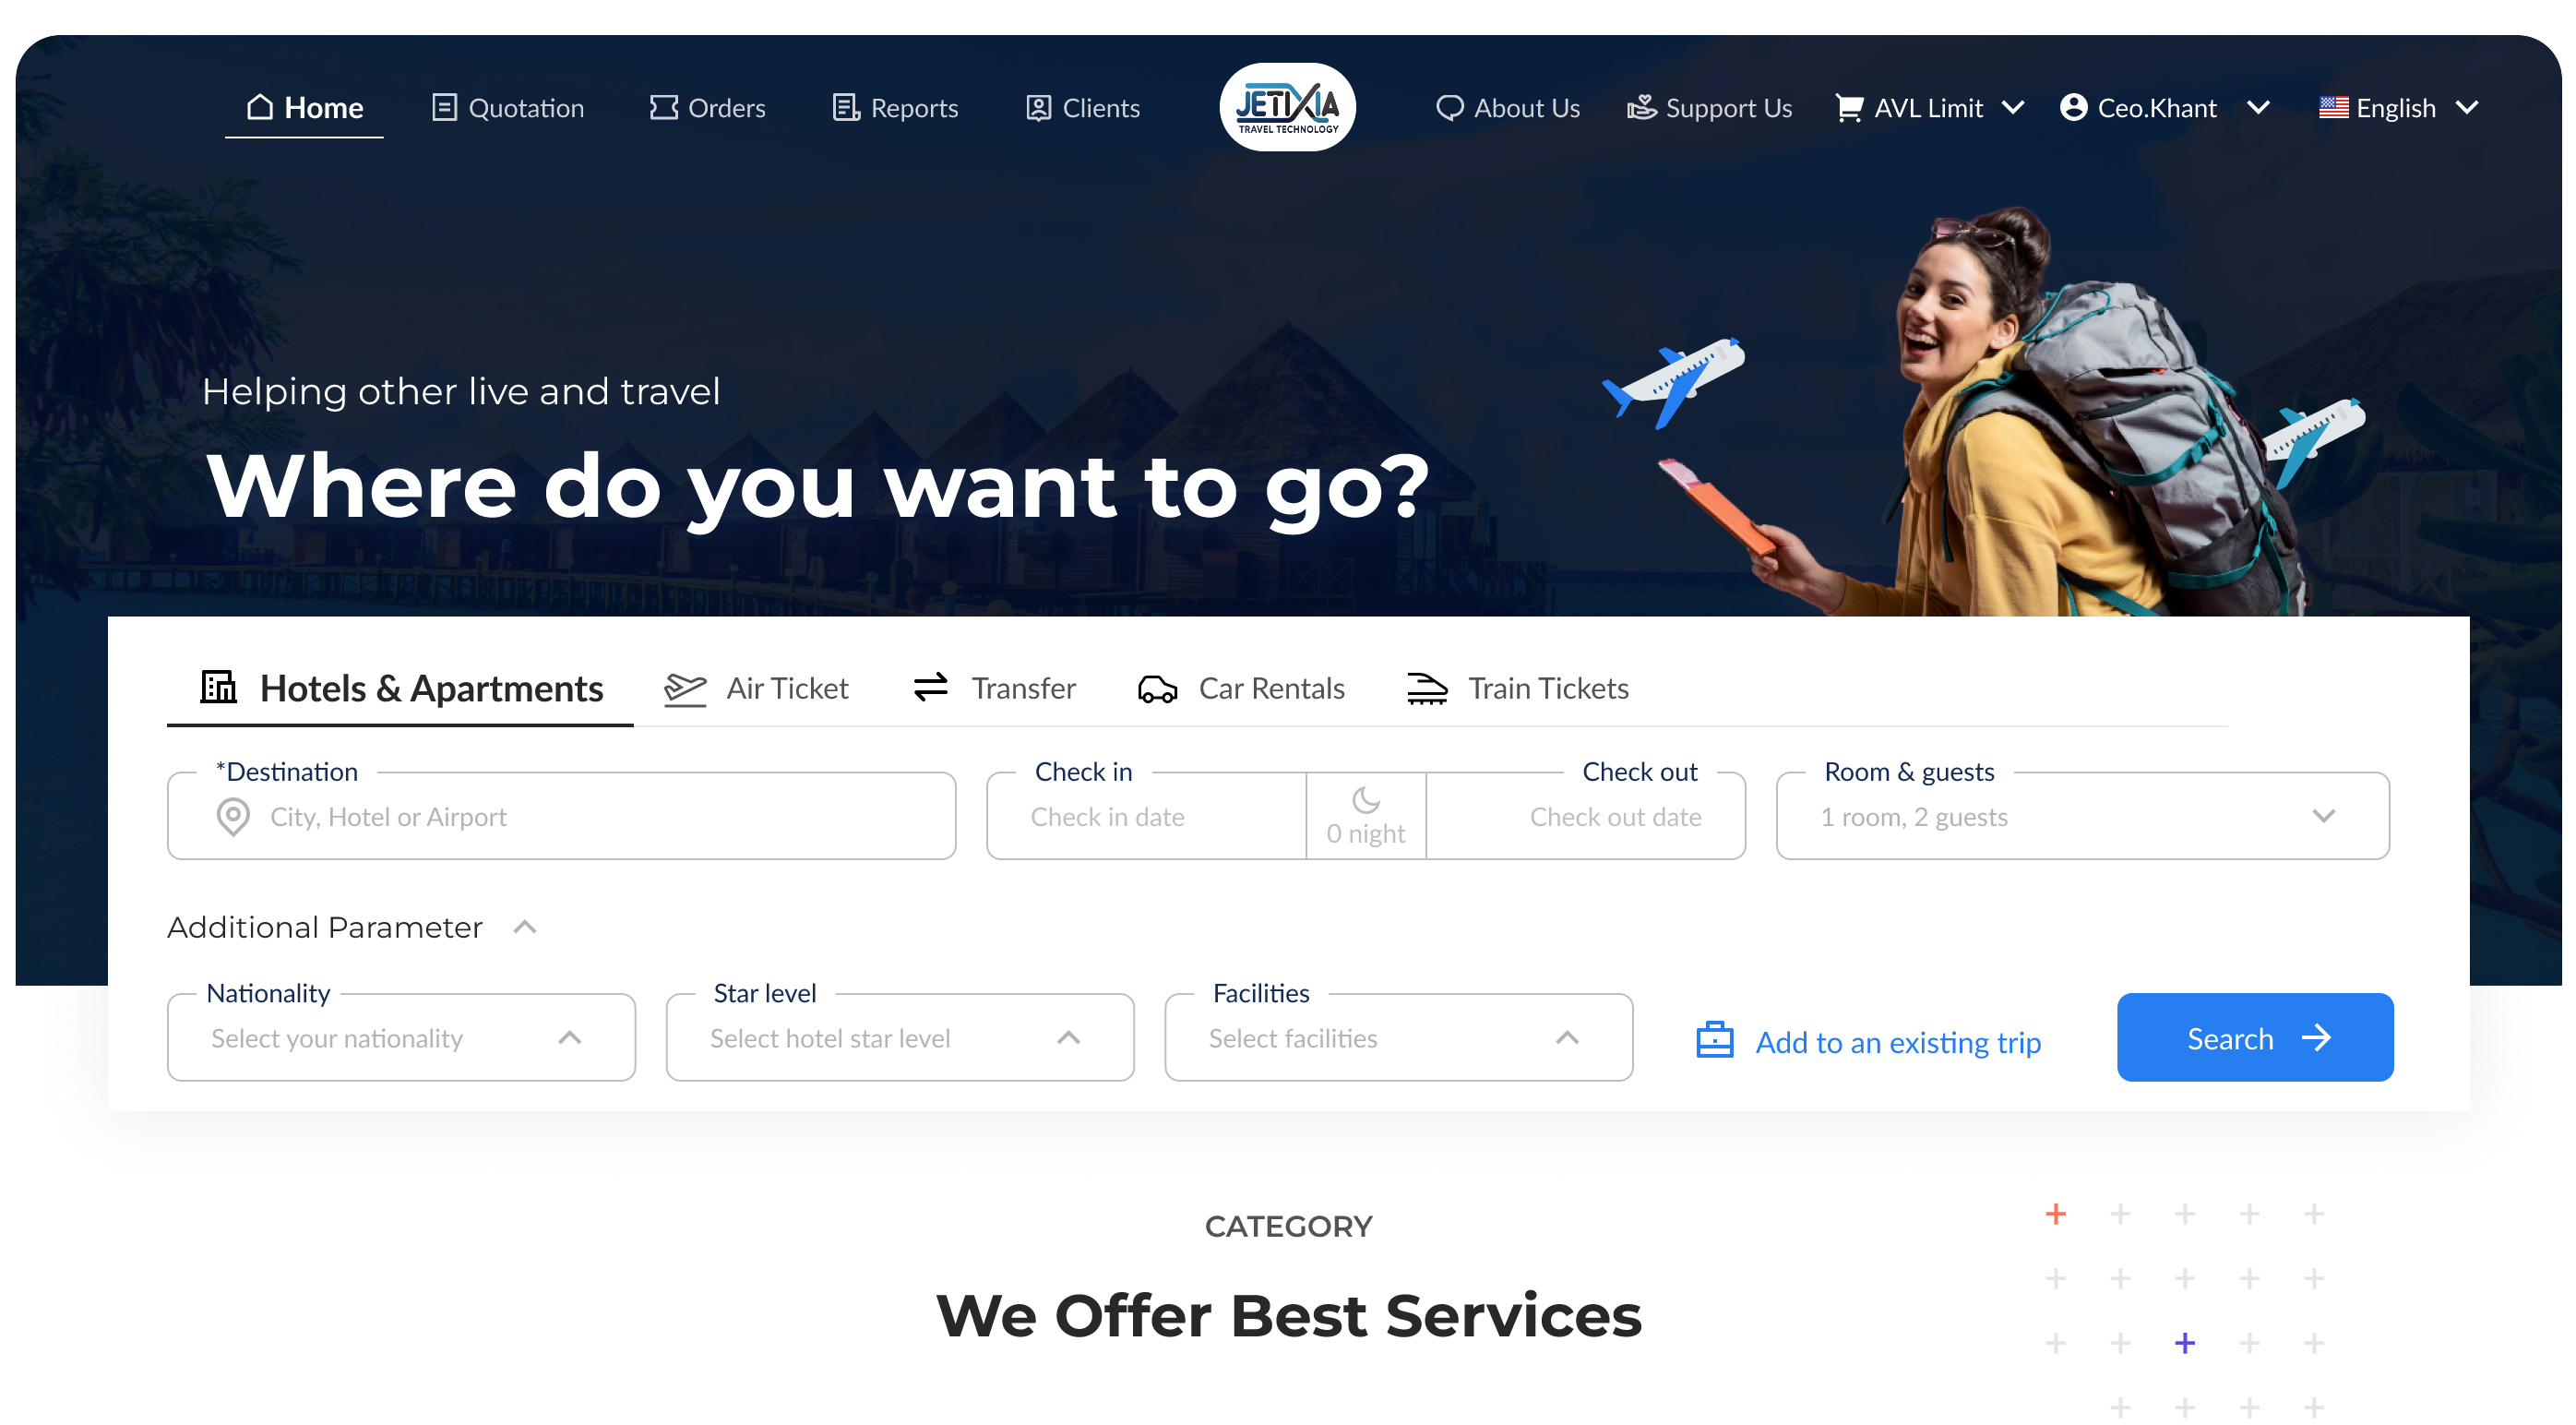 Home
Quotation
Orders
Reports
Clients
JETIXIA
TRAVEL TECHNOLOGY
About Us
Support Us
AVL Limit
Ceo.Khant
English
Helping other live and travel
Where do you want to go?
Hotels & Apartments
Air Ticket
Transfer
Car Rentals
Train Tickets
*Destination
City, Hotel or Airport
Check in
Check in date
0 night
Check out
Check out date
Room & guests
1 room, 2 guests
Additional Parameter
Nationality
Select your nationality
Star level
Select hotel star level
Facilities
Select facilities
Add to an existing trip
Search
CATEGORY
We Offer Best Services